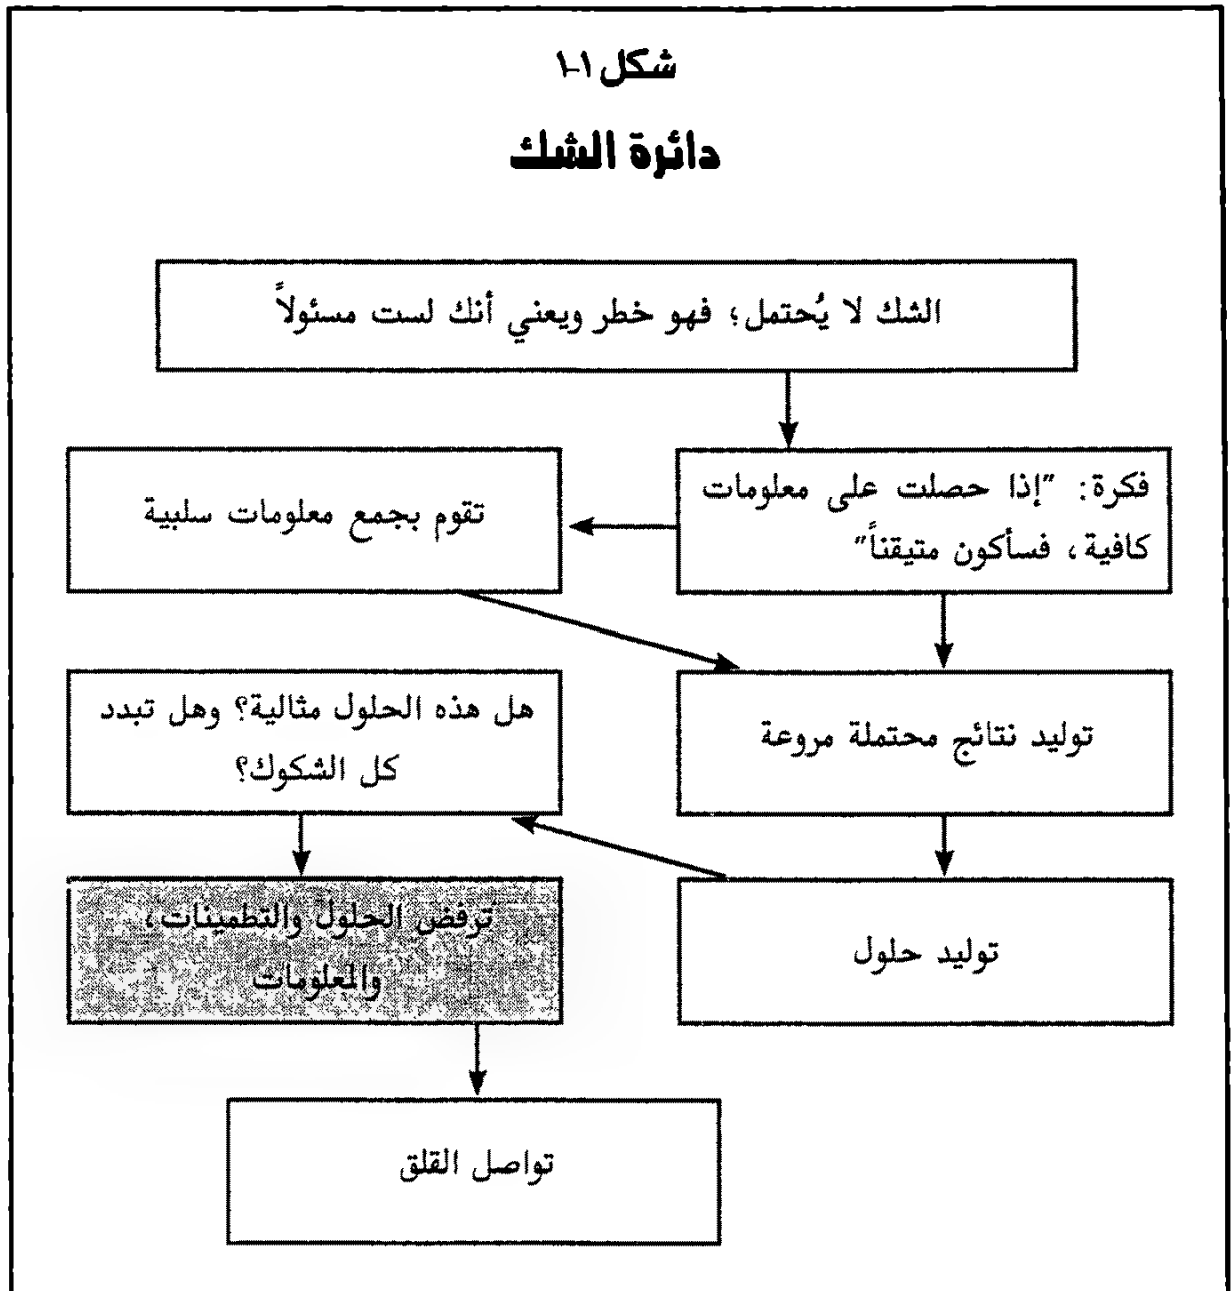 شكل ١-١
دائرة الشك
الشك لا يُحتمل؛ فهو خطر ويعني أنك لست مسئولاً
فكرة: "إذا حصلت على معلومات
كافية، فسأكون متيقناً"
تقوم بجمع معلومات سلبية
توليد نتائج محتملة مروعة
هل هذه الحلول مثالية؟ وهل تبدد
كل الشكوك؟
توليد حلول
ترفض الحلول والتطمينات،
والمعلومات
تواصل القلق